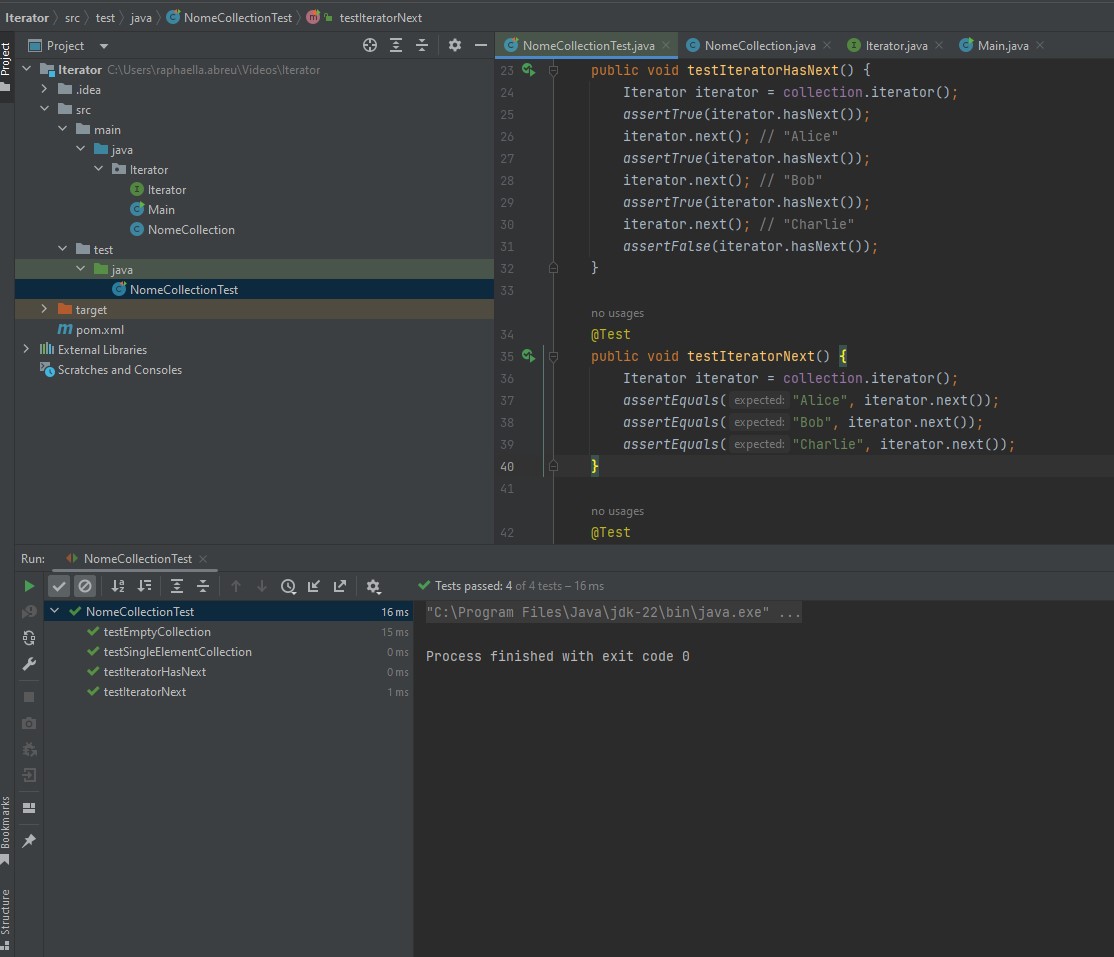 Iterator src test java NomeCollectionTest testIteratorNext
Project
Project
Iterator C:\Users\raphaella.abreu\Videos\Iterator
.idea
src
main
java
Iterator
Iterator
Main
NomeCollection
test
java
NomeCollectionTest
target
pom.xml
External Libraries
Scratches and Consoles
NomeCollectionTest.java NomeCollection.java Iterator.java Main.java
23 public void testIteratorHasNext() {
24 Iterator iterator = collection.iterator();
25 assertTrue(iterator.hasNext());
26 iterator.next(); // "Alice"
27 assertTrue(iterator.hasNext());
28 iterator.next(); // "Bob"
29 assertTrue(iterator.hasNext());
30 iterator.next(); // "Charlie"
31 assertFalse(iterator.hasNext());
32 }
33
no usages
34 @Test
35 public void testIteratorNext() {
36 Iterator iterator = collection.iterator();
37 assertEquals( expected: "Alice", iterator.next());
38 assertEquals( expected: "Bob", iterator.next());
39 assertEquals( expected: "Charlie", iterator.next());
40 }
41
no usages
42 @Test
Run: NomeCollectionTest
Tests passed: 4 of 4 tests – 16 ms
NomeCollectionTest 16 ms
testEmptyCollection 15 ms
testSingleElementCollection 0 ms
testIteratorHasNext 0 ms
testIteratorNext 1 ms
"C:\Program Files\Java\jdk-22\bin\java.exe" ...
Process finished with exit code 0
Bookmarks
Structure